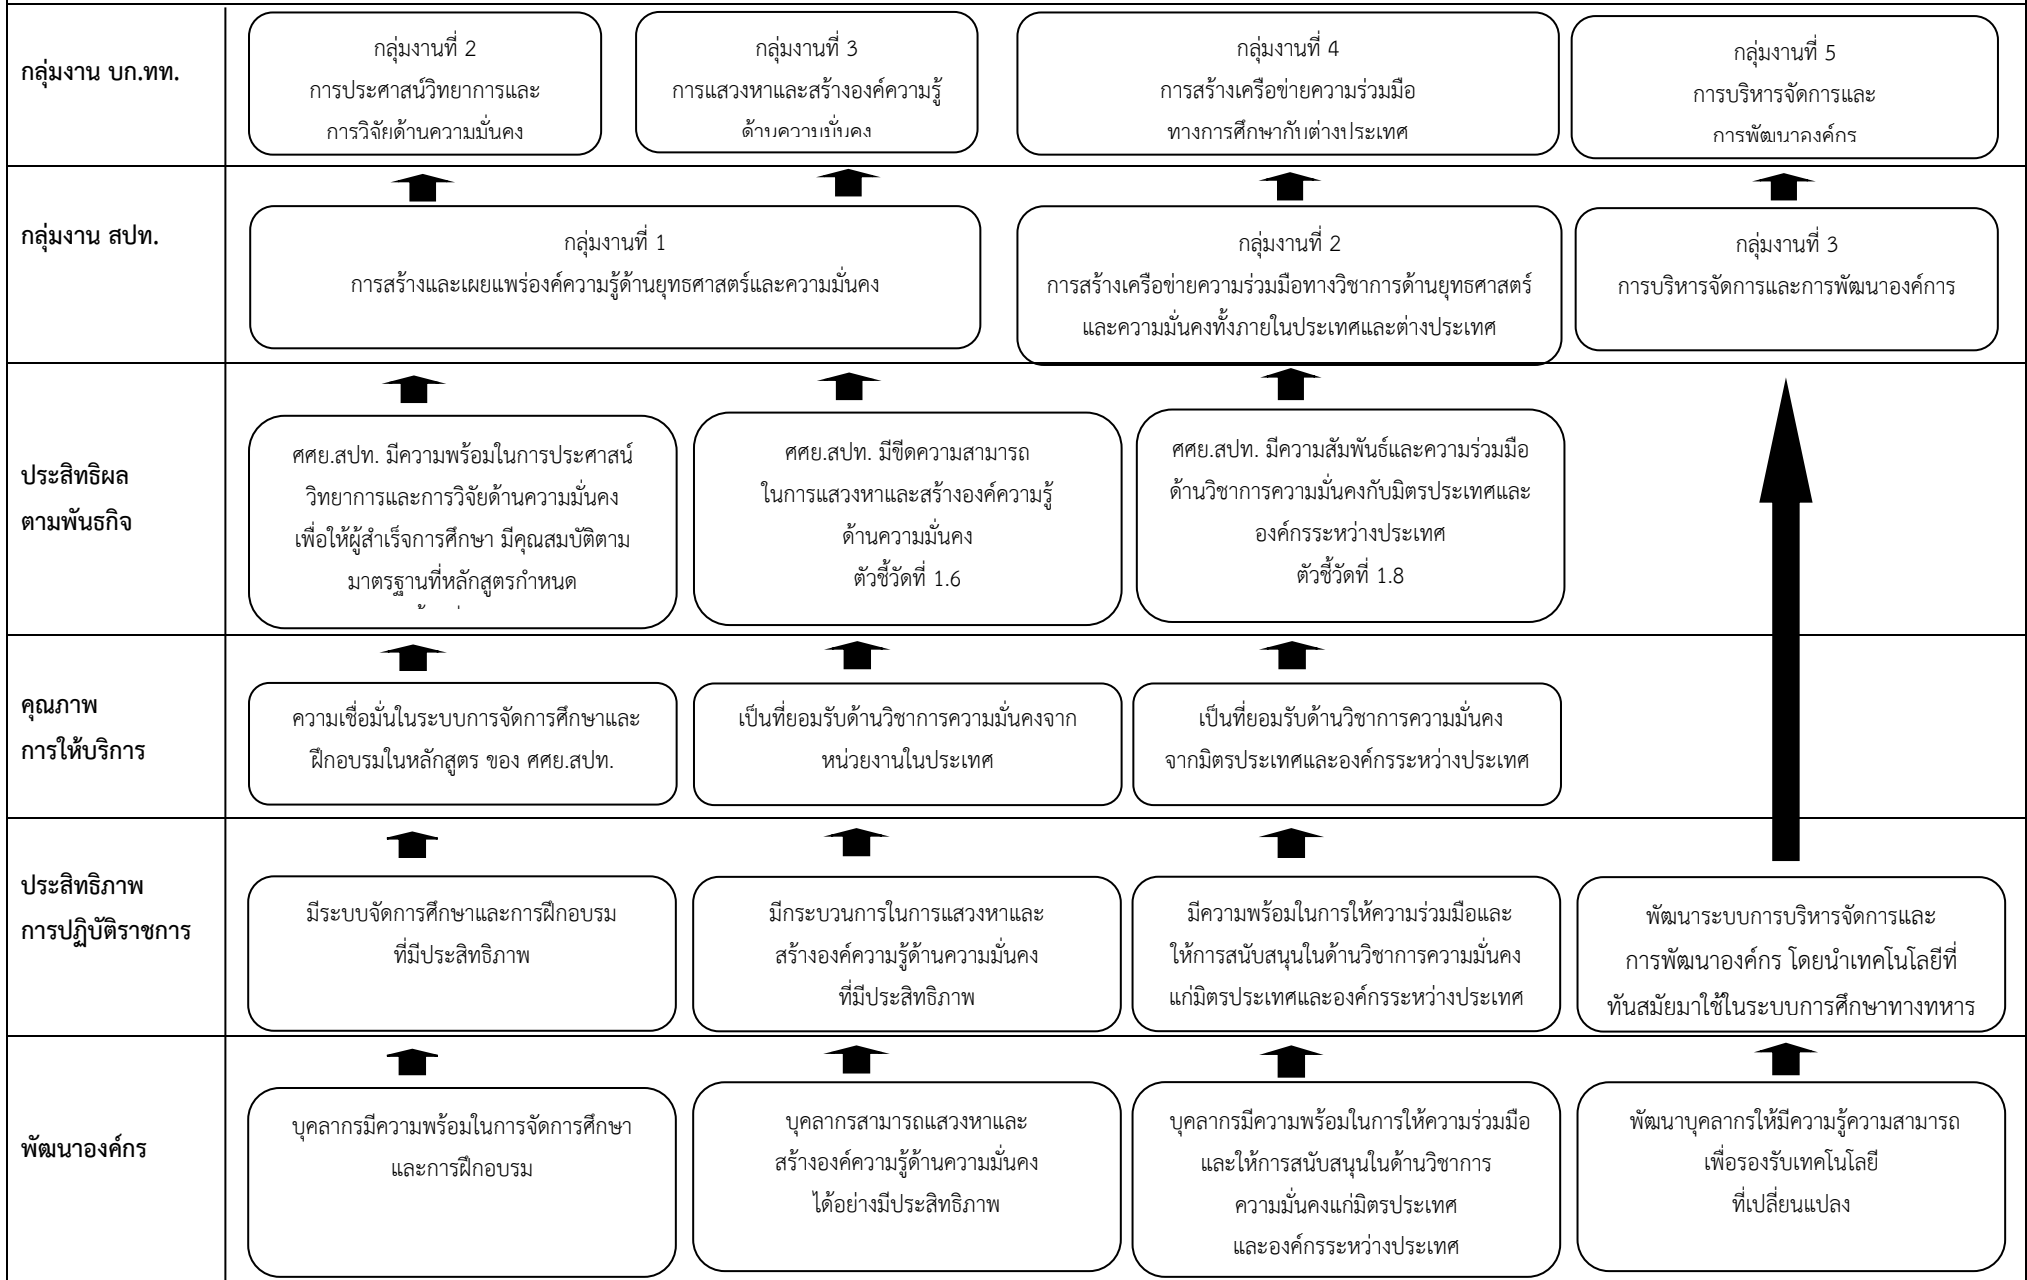 กลุ่มงาน บก.ทท.
กลุ่มงานที่ 2
การประศาสน์วิทยาการและ
การวิจัยด้านความมั่นคง
กลุ่มงานที่ 3
การแสวงหาและสร้างองค์ความรู้
ด้านความมั่นคง
กลุ่มงานที่ 4
การสร้างเครือข่ายความร่วมมือ
ทางการศึกษากับต่างประเทศ
กลุ่มงานที่ 5
การบริหารจัดการและ
การพัฒนาองค์กร
กลุ่มงาน สปท.
กลุ่มงานที่ 1
การสร้างและเผยแพร่องค์ความรู้ด้านยุทธศาสตร์และความมั่นคง
กลุ่มงานที่ 2
การสร้างเครือข่ายความร่วมมือทางวิชาการด้านยุทธศาสตร์
และความมั่นคงทั้งภายในประเทศและต่างประเทศ
กลุ่มงานที่ 3
การบริหารจัดการและการพัฒนาองค์การ
ประสิทธิผล
ตามพันธกิจ
ศศย.สปท. มีความพร้อมในการประศาสน์
วิทยาการและการวิจัยด้านความมั่นคง
เพื่อให้ผู้สำเร็จการศึกษา มีคุณสมบัติตาม
มาตรฐานที่หลักสูตรกำหนด
ศศย.สปท. มีขีดความสามารถ
ในการแสวงหาและสร้างองค์ความรู้
ด้านความมั่นคง
ตัวชี้วัดที่ 1.6
ศศย.สปท. มีความสัมพันธ์และความร่วมมือ
ด้านวิชาการความมั่นคงกับมิตรประเทศและ
องค์กรระหว่างประเทศ
ตัวชี้วัดที่ 1.8
คุณภาพ
การให้บริการ
ความเชื่อมั่นในระบบการจัดการศึกษาและ
ฝึกอบรมในหลักสูตร ของ ศศย.สปท.
เป็นที่ยอมรับด้านวิชาการความมั่นคงจาก
หน่วยงานในประเทศ
เป็นที่ยอมรับด้านวิชาการความมั่นคง
จากมิตรประเทศและองค์กรระหว่างประเทศ
ประสิทธิภาพ
การปฏิบัติราชการ
มีระบบจัดการศึกษาและการฝึกอบรม
ที่มีประสิทธิภาพ
มีกระบวนการในการแสวงหาและ
สร้างองค์ความรู้ด้านความมั่นคง
ที่มีประสิทธิภาพ
มีความพร้อมในการให้ความร่วมมือและ
ให้การสนับสนุนในด้านวิชาการความมั่นคง
แก่มิตรประเทศและองค์กรระหว่างประเทศ
พัฒนาระบบการบริหารจัดการและ
การพัฒนาองค์กร โดยนำเทคโนโลยีที่
ทันสมัยมาใช้ในระบบการศึกษาทางทหาร
พัฒนาองค์กร
บุคลากรมีความพร้อมในการจัดการศึกษา
และการฝึกอบรม
บุคลากรสามารถแสวงหาและ
สร้างองค์ความรู้ด้านความมั่นคง
ได้อย่างมีประสิทธิภาพ
บุคลากรมีความพร้อมในการให้ความร่วมมือ
และให้การสนับสนุนในด้านวิชาการ
ความมั่นคงแก่มิตรประเทศ
และองค์กรระหว่างประเทศ
พัฒนาบุคลากรให้มีความรู้ความสามารถ
เพื่อรองรับเทคโนโลยี
ที่เปลี่ยนแปลง